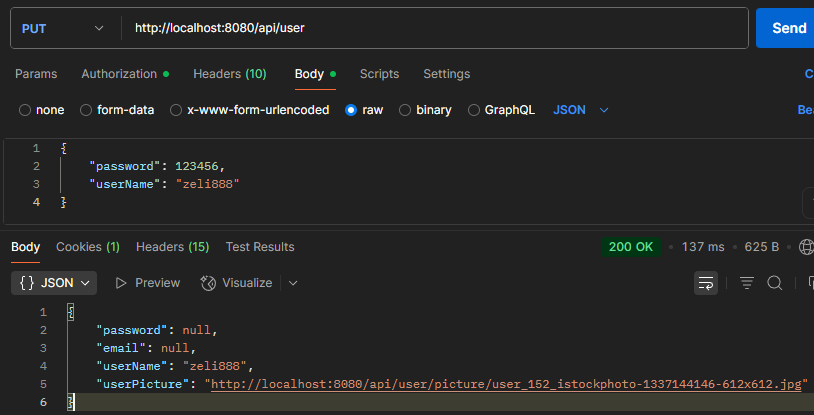 PUT http://localhost:8080/api/user Send
Params Authorization Headers (10) Body Scripts Settings
none form-data x-www-form-urlencoded raw binary GraphQL JSON
1 {
2 "password": 123456,
3 "userName": "zeli888"
4 }
Body Cookies (1) Headers (15) Test Results 200 OK • 137 ms • 625 B
{} JSON Preview Visualize
1 {
2 "password": null,
3 "email": null,
4 "userName": "zeli888",
5 "userPicture": "http://localhost:8080/api/user/picture/user_152_istockphoto-1337144146-612x612.jpg"
6 }